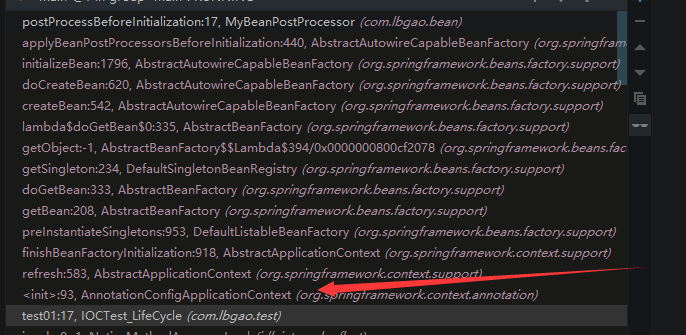 postProcessBeforeInitialization:17, MyBeanPostProcessor (com.lbgao.bean)
applyBeanPostProcessorsBeforeInitialization:440, AbstractAutowireCapableBeanFactory (org.springframework.beans.factory.support)
initializeBean:1796, AbstractAutowireCapableBeanFactory (org.springframework.beans.factory.support)
doCreateBean:620, AbstractAutowireCapableBeanFactory (org.springframework.beans.factory.support)
createBean:542, AbstractAutowireCapableBeanFactory (org.springframework.beans.factory.support)
lambda$doGetBean$0:335, AbstractBeanFactory (org.springframework.beans.factory.support)
getObject:-1, AbstractBeanFactory$$Lambda$394/0x0000000800cf2078 (org.springframework.beans.fac
getSingleton:234, DefaultSingletonBeanRegistry (org.springframework.beans.factory.support)
doGetBean:333, AbstractBeanFactory (org.springframework.beans.factory.support)
getBean:208, AbstractBeanFactory (org.springframework.beans.factory.support)
preInstantiateSingletons:953, DefaultListableBeanFactory (org.springframework.beans.factory.support)
finishBeanFactoryInitialization:918, AbstractApplicationContext (org.springframework.context.support)
refresh:583, AbstractApplicationContext (org.springframework.context.support)
<init>:93, AnnotationConfigApplicationContext (org.springframework.context.annotation)
test01:17, IOCTest_LifeCycle (com.lbgao.test)